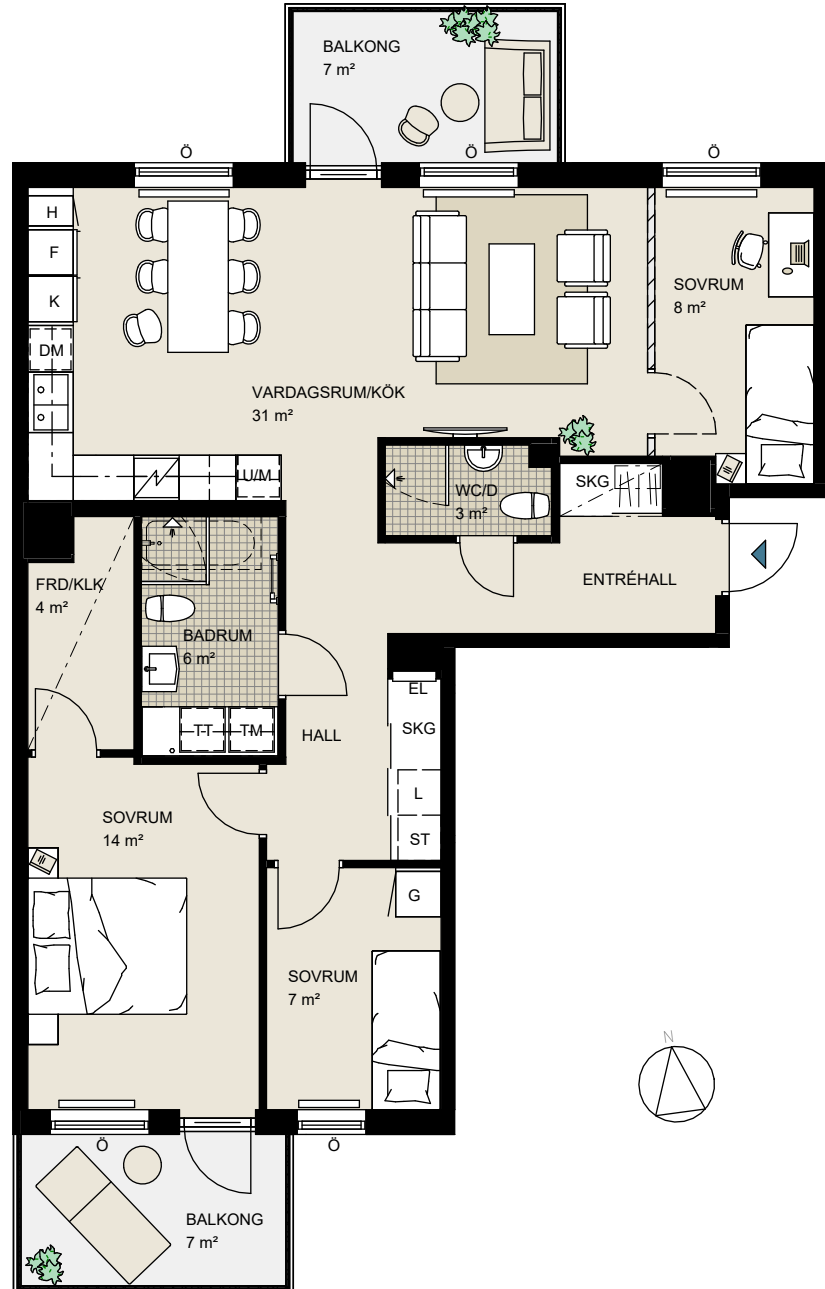 BALKONG
7 m²
Ö
Ö
Ö
H
F
K
DM
SOVRUM
8 m²
VARDAGSRUM/KÖK
31 m²
U/M
WC/D
3 m²
SKG
FRD/KLK
4 m²
ENTRÉHALL
BADRUM
6 m²
EL
TT
TM
HALL
SKG
L
ST
SOVRUM
14 m²
G
SOVRUM
7 m²
N
Ö
Ö
BALKONG
7 m²